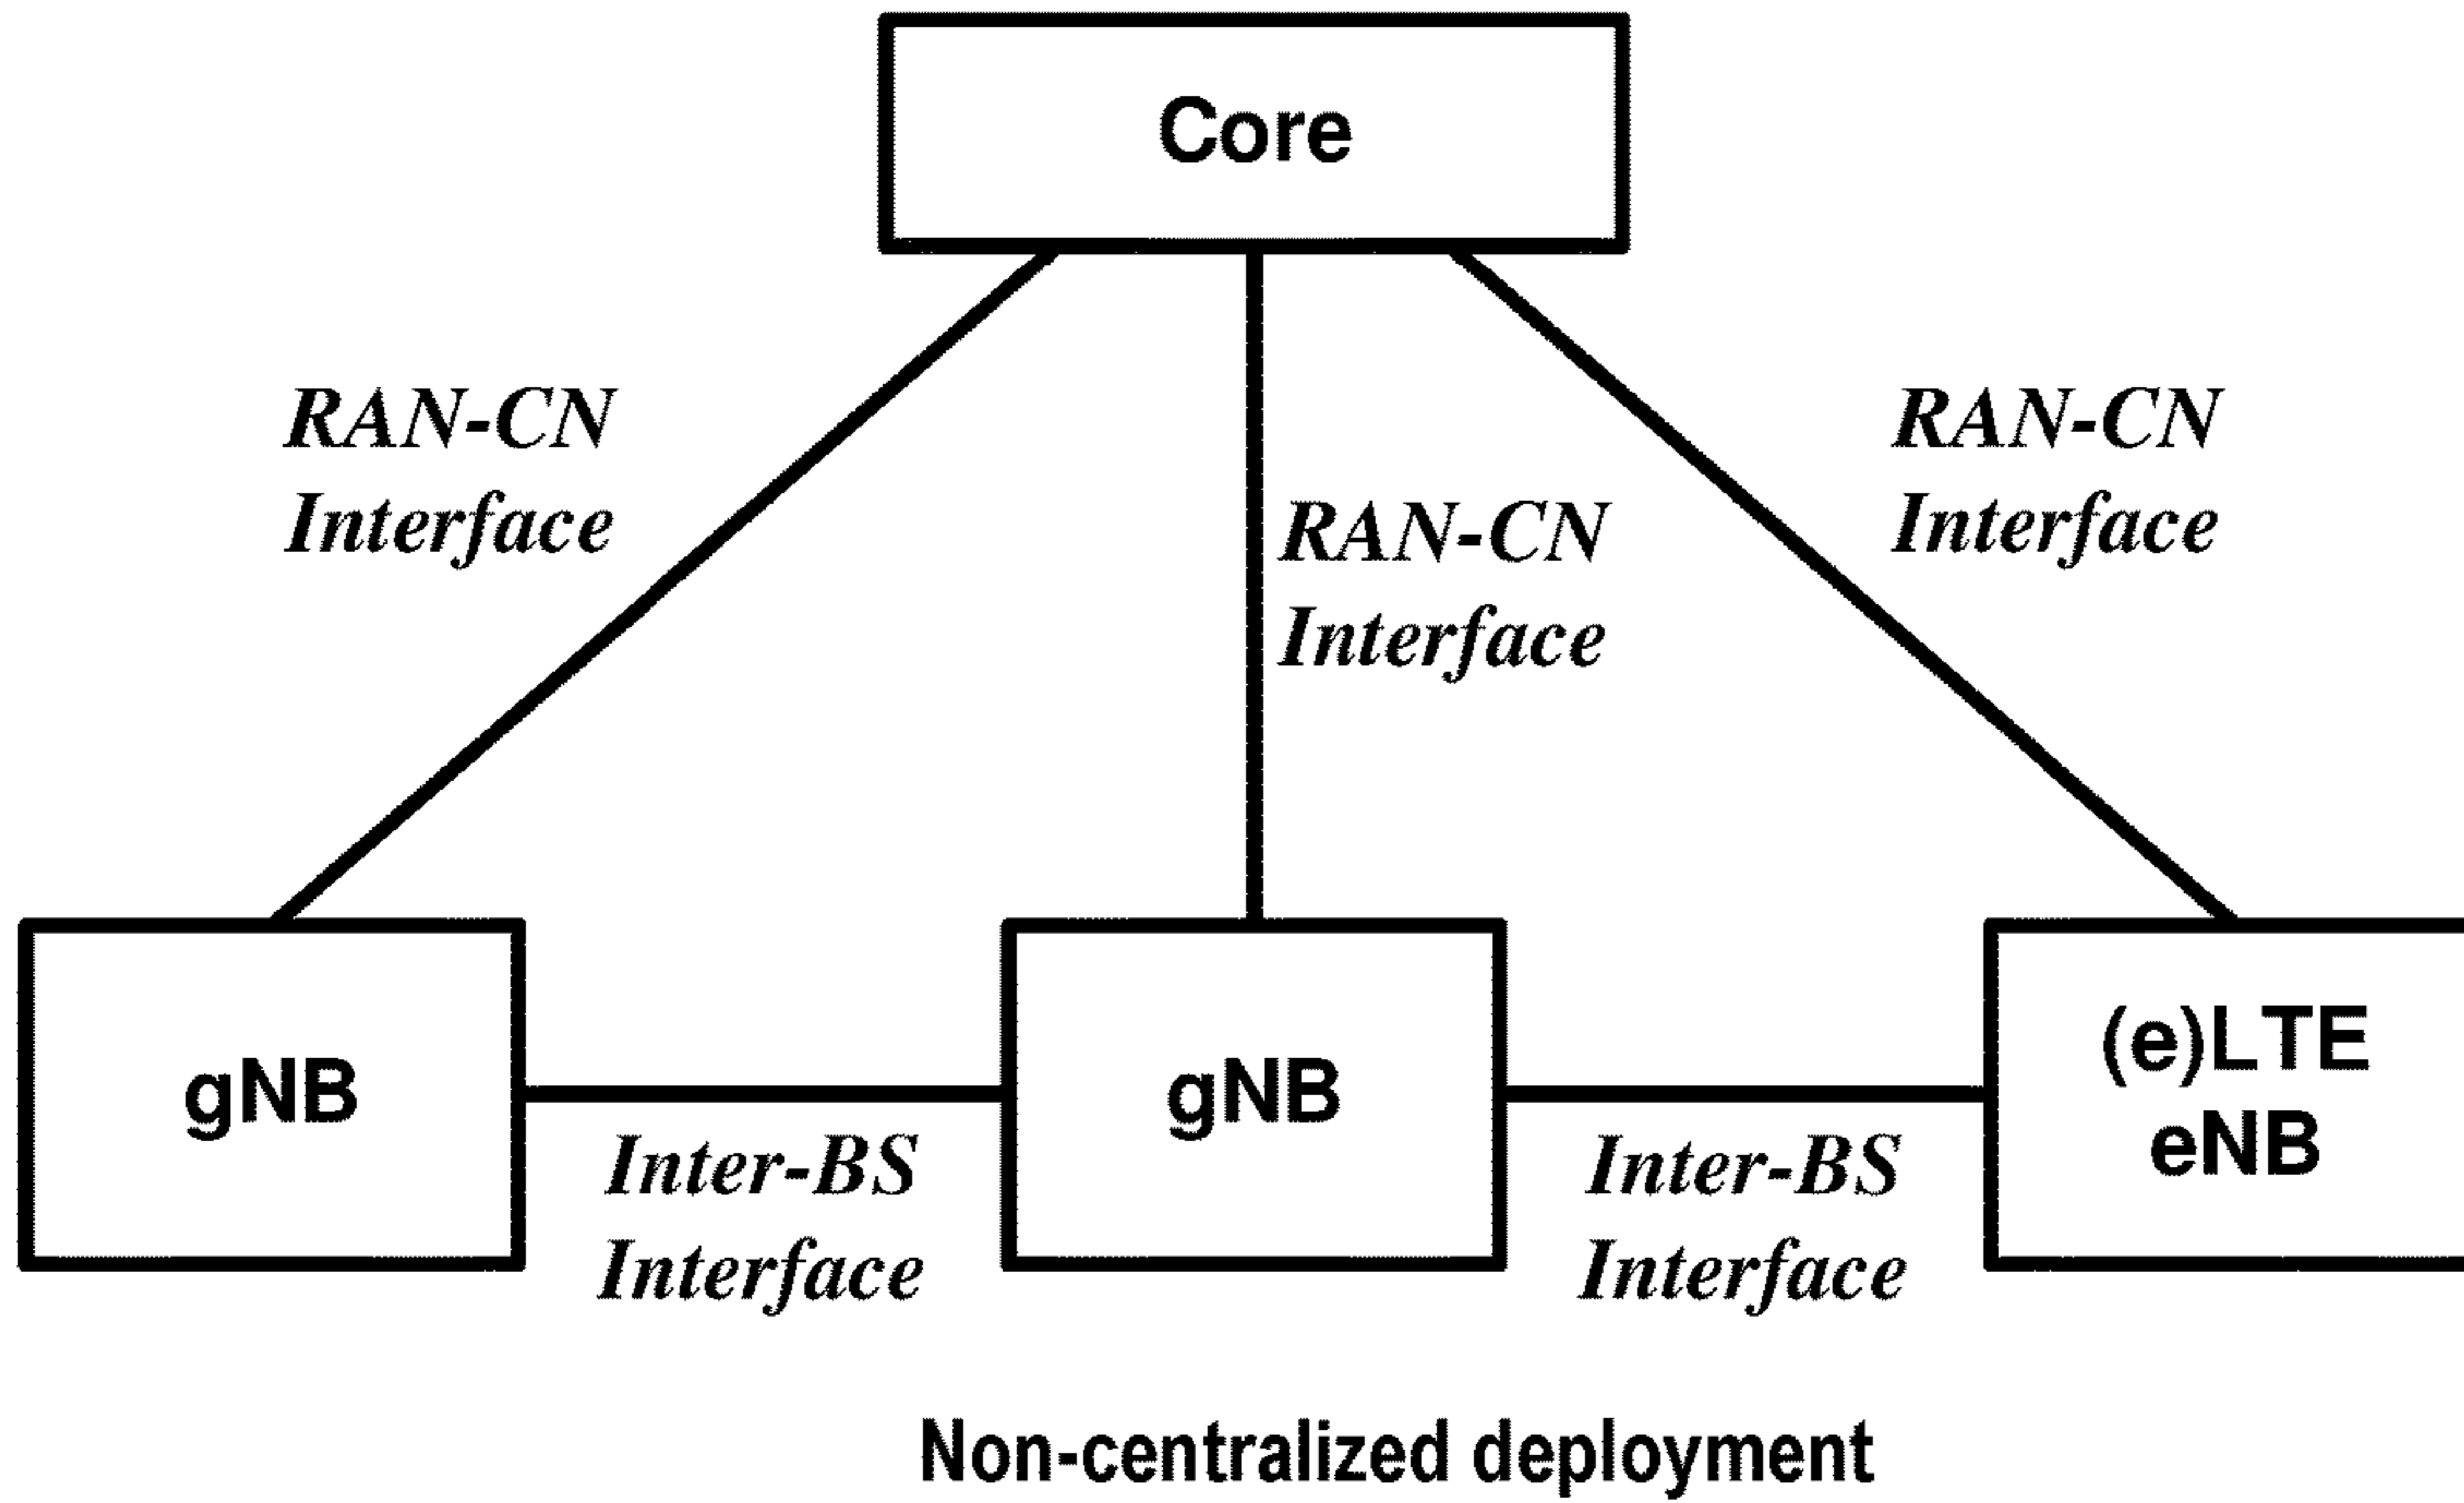 Core
RAN-CN
Interface
RAN-CN
Interface
RAN-CN
Interface
gNB
Inter-BS
Interface
gNB
Inter-BS
Interface
(e)LTE
eNB
Non-centralized deployment